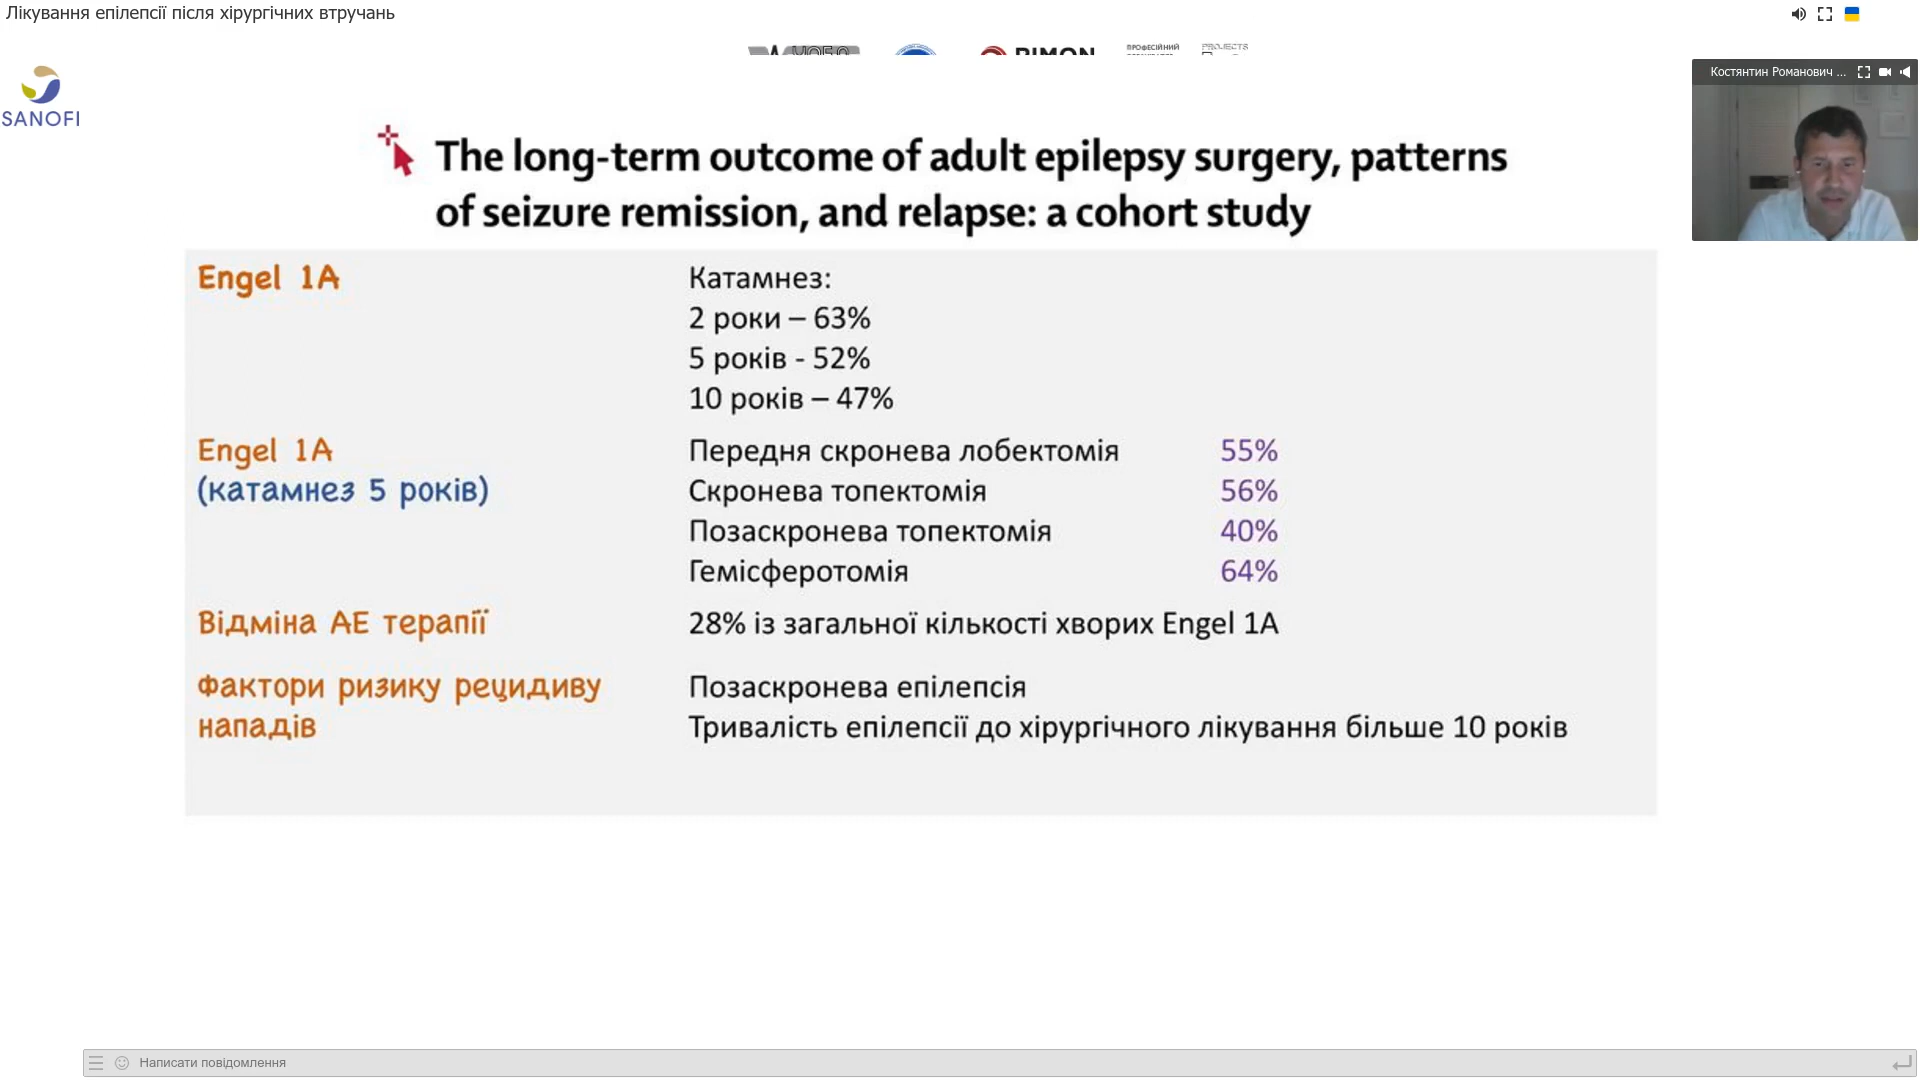 Лікування епілепсії після хірургічних втручань
RIMON
ПРОФЕСІЙНИЙ
PROJECTS
SANOFI
Костянтин Романович ...
The long-term outcome of adult epilepsy surgery, patterns
of seizure remission, and relapse: a cohort study
Engel 1A
Катамнез:
2 роки – 63%
5 років - 52%
10 років – 47%
Engel 1A
(катамнез 5 років)
Передня скронева лобектомія 55%
Скронева топектомія 56%
Позаскронева топектомія 40%
Гемісферотомія 64%
Відміна АЕ терапії 28% із загальної кількості хворих Engel 1A
Фактори ризику рецидиву
нападів
Позаскронева епілепсія
Тривалість епілепсії до хірургічного лікування більше 10 років
Написати повідомлення